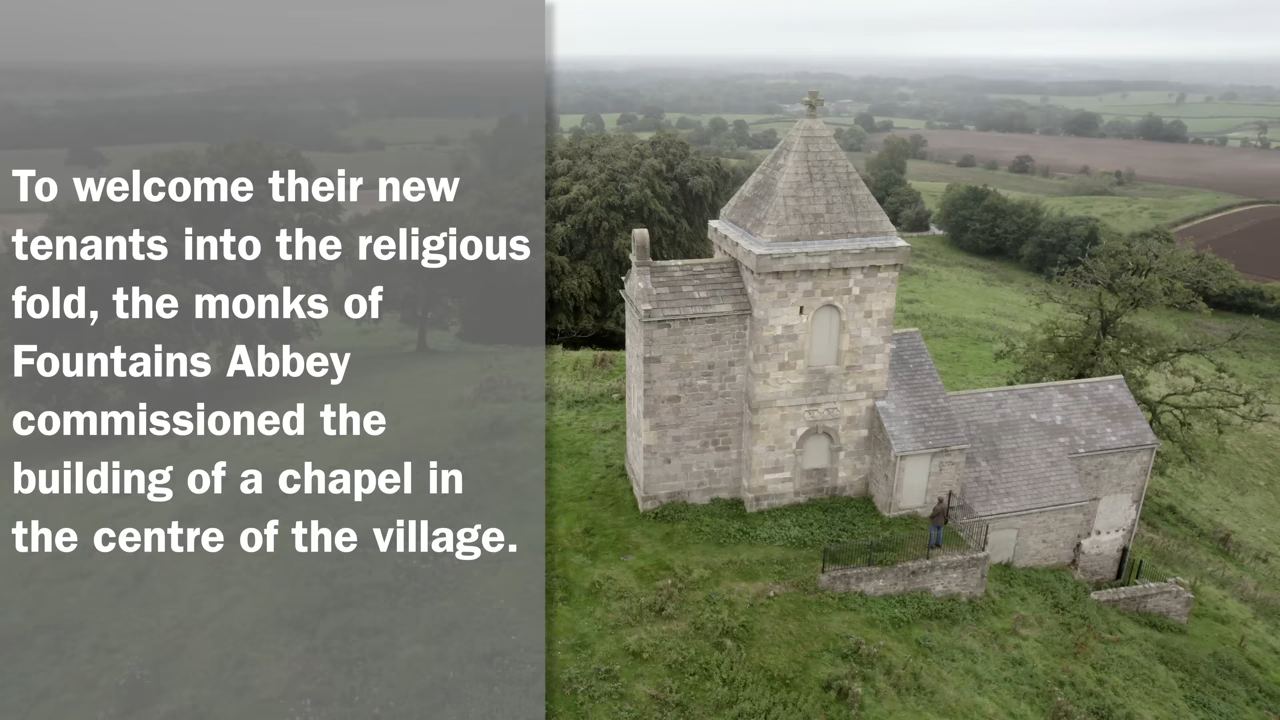 To welcome their new
tenants into the religious
fold, the monks of
Fountains Abbey
commissioned the
building of a chapel in
the centre of the village.